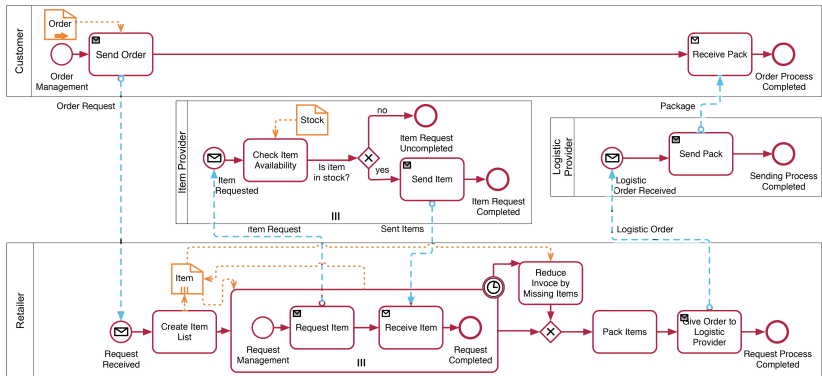 Customer
Order
Send Order
Order
Management
Receive Pack
Order Process
Completed
Order Request
Package
Item Provider
Stock
Item
Requested
Check Item
Availability
Is item
in stock?
no
yes
Item Request
Uncompleted
Send Item
Item Request
Completed
Item Request
Sent Items
Logistic
Provider
Logistic
Order Received
Send Pack
Sending Process
Completed
Logistic Order
Retailer
Request
Received
Item
Create Item
List
Request
Management
Request Item
Receive Item
Request
Completed
Reduce
Invoce by
Missing Items
Pack Items
Give Order to
Logistic
Provider
Request Process
Completed